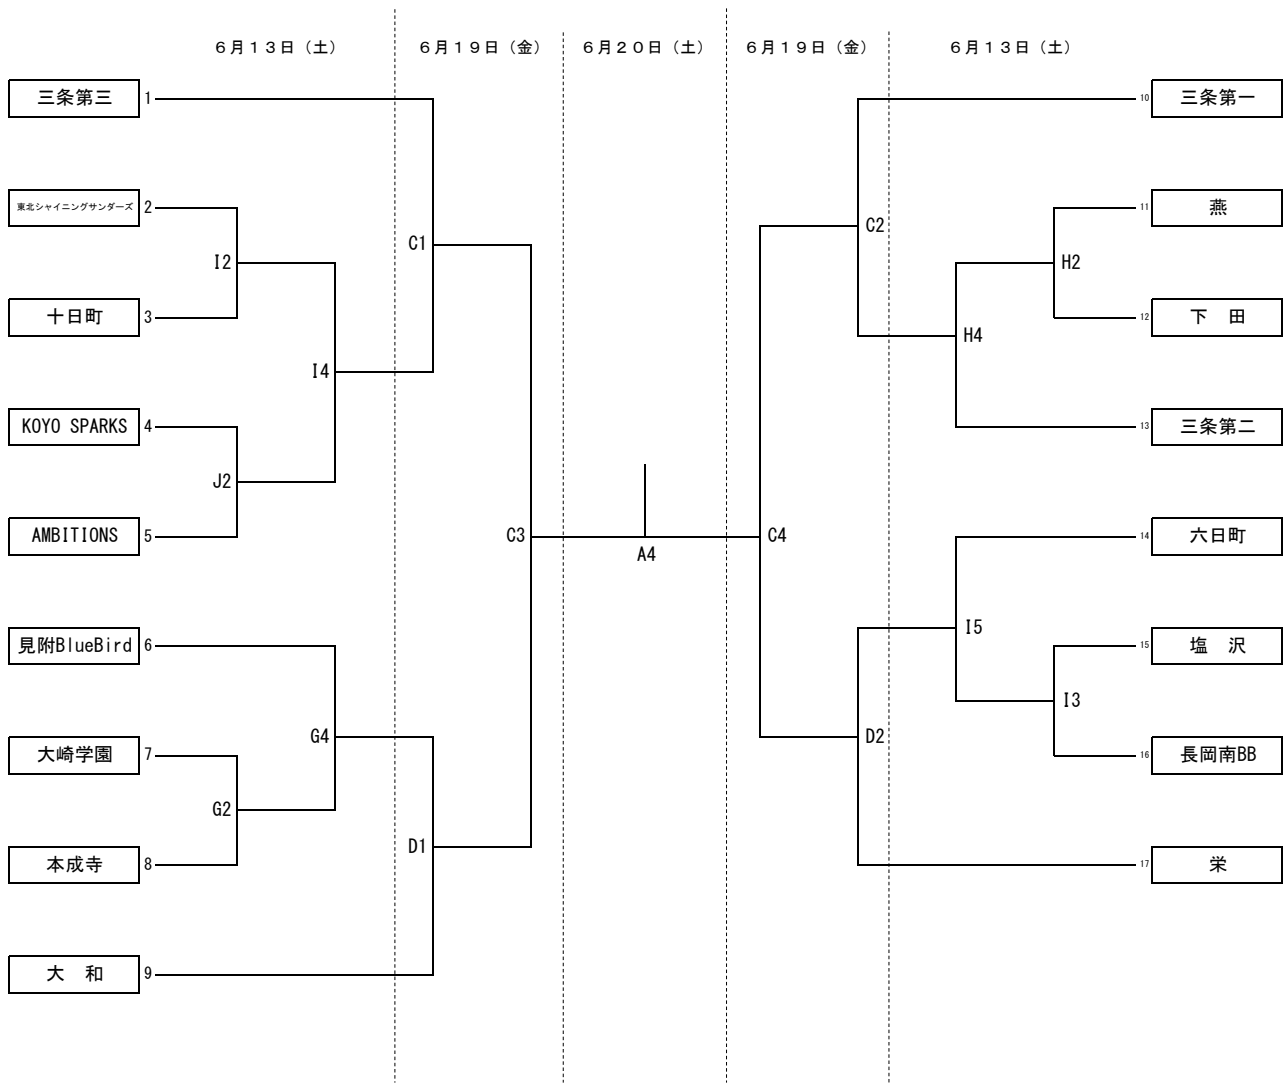 ６月１３日（土）
６月１９日（金）
６月２０日（土）
６月１９日（金）
６月１３日（土）
三条第三 1
10 三条第一
東北シャイニングサンダーズ 2
11 燕
C1
C2
I2
H2
十日町 3
12 下　田
H4
I4
KOYO SPARKS 4
13 三条第二
J2
AMBITIONS 5
C3
A4
C4
14 六日町
I5
見附BlueBird 6
15 塩　沢
I3
G4
D2
大崎学園 7
16 長岡南BB
G2
D1
本成寺 8
17 栄
大　和 9